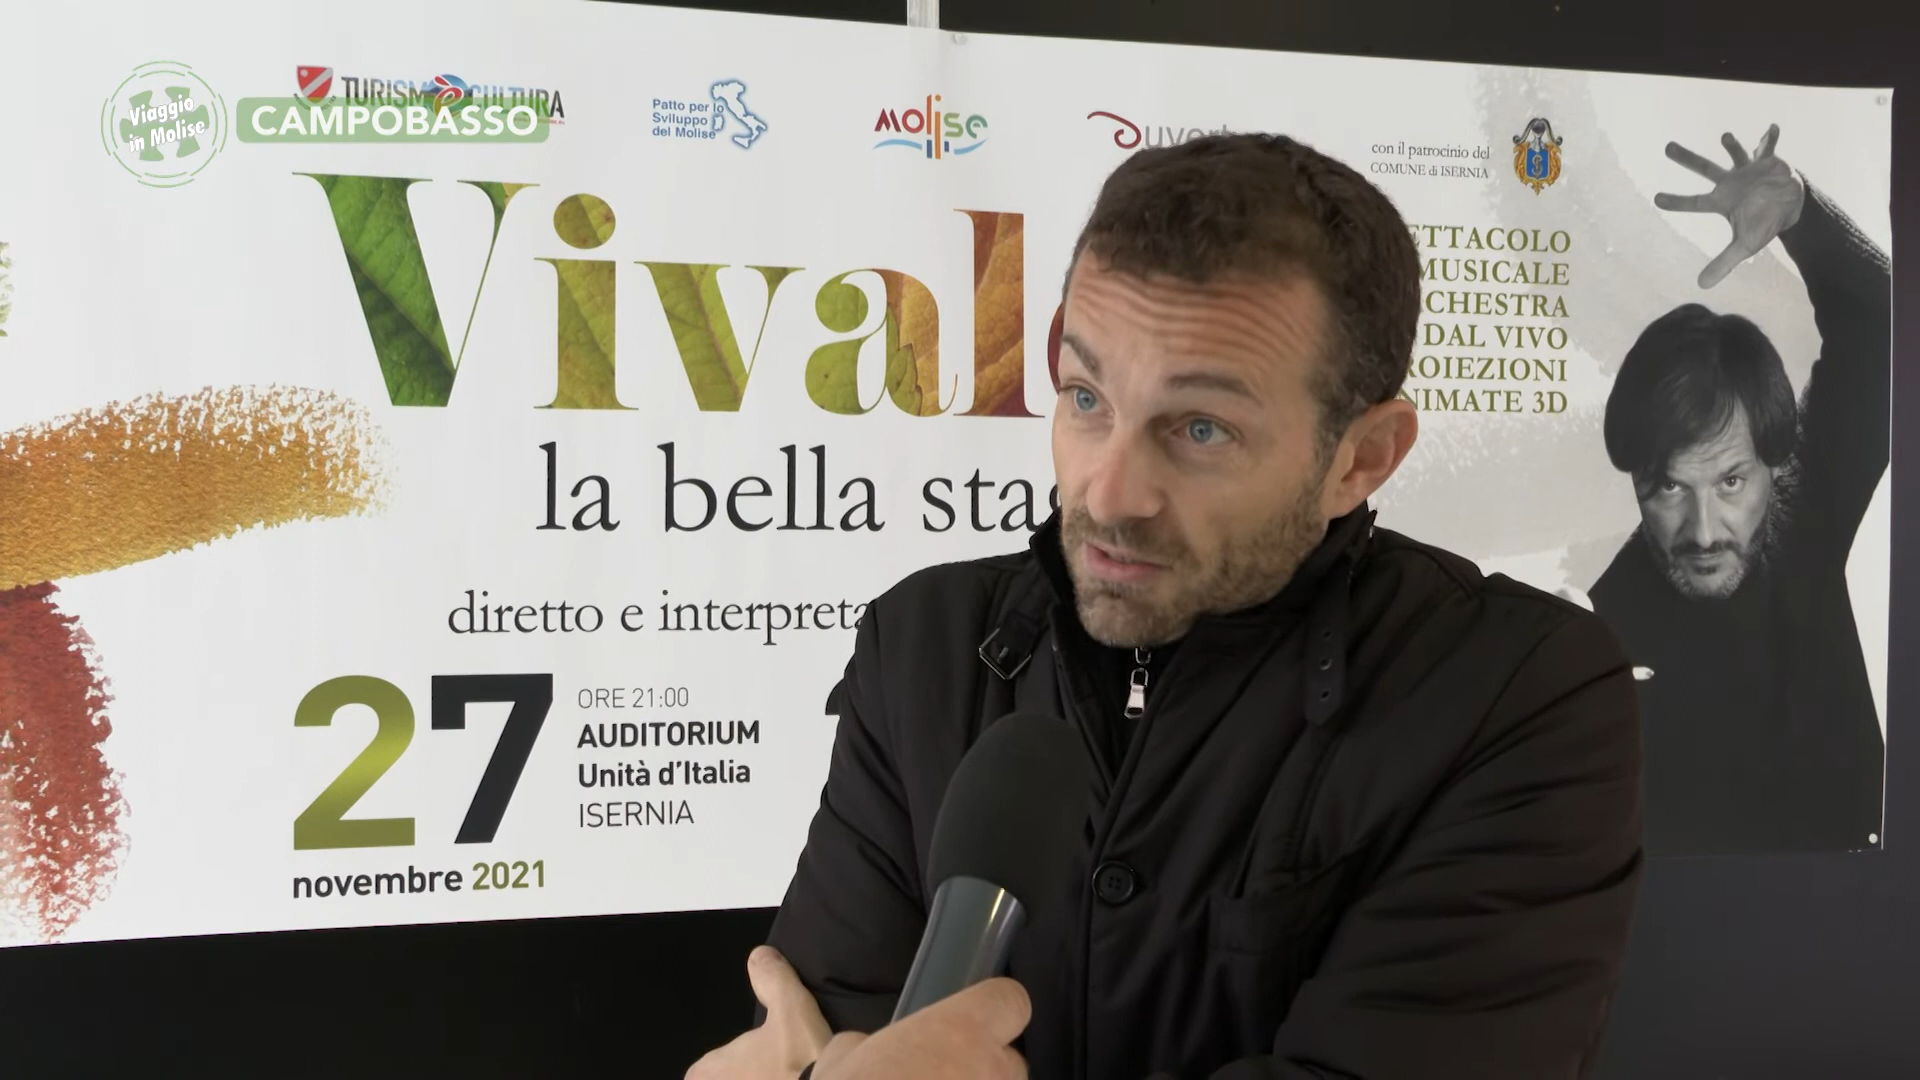 Viaggio
in Molise
CAMPOBASSO
TURISMO CULTURA
Patto per lo
Sviluppo
del Molise
MOLISE
con il patrocinio del
COMUNE di ISERNIA
Vival
la bella sta
diretto e interpreta
ETTACOLO
MUSICALE
CHESTRA
DAL VIVO
ROIEZIONI
NIMATE 3D
27
novembre 2021
ORE 21:00
AUDITORIUM
Unità d'Italia
ISERNIA